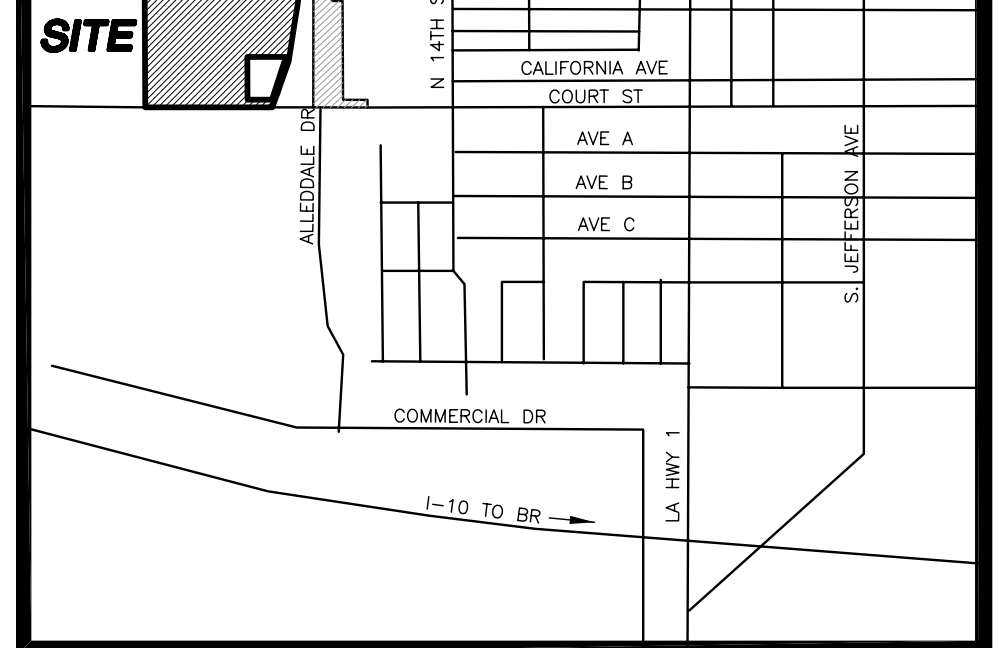 SITE
N 14TH S
CALIFORNIA AVE
COURT ST
ALLEDDALE DR
AVE A
S. JEFFERSON AVE
AVE B
AVE C
COMMERCIAL DR
LA HWY 1
I-10 TO BR